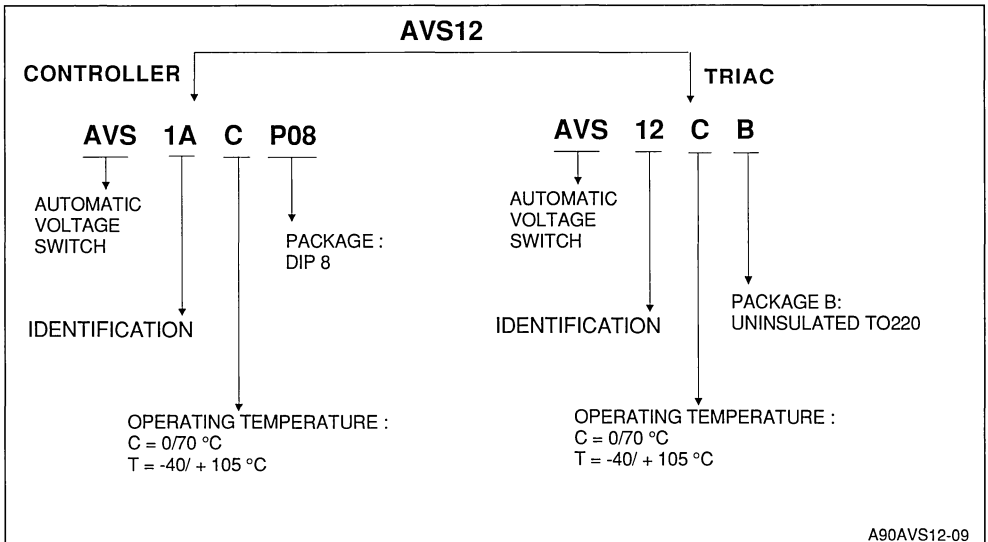 AVS12
CONTROLLER
TRIAC
AVS 1A C P08
AVS 12 C B
AUTOMATIC
VOLTAGE
SWITCH
PACKAGE :
DIP 8
IDENTIFICATION
OPERATING TEMPERATURE :
C = 0/70 °C
T = -40/ + 105 °C
AUTOMATIC
VOLTAGE
SWITCH
PACKAGE B:
UNINSULATED TO220
IDENTIFICATION
OPERATING TEMPERATURE :
C = 0/70 °C
T = -40/ + 105 °C
A90AVS12-09